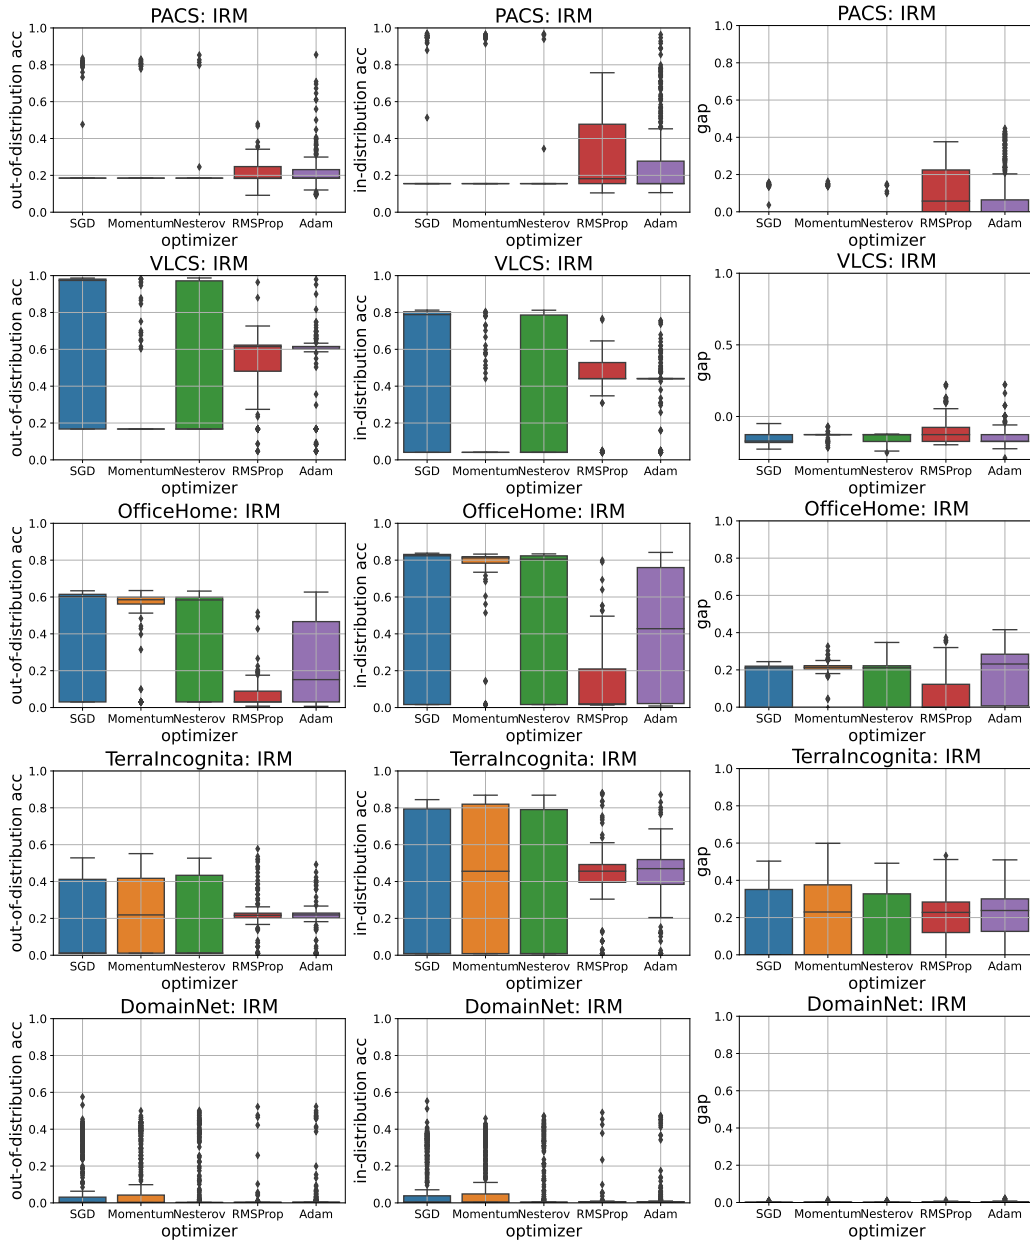 PACS: IRM
out-of-distribution acc
1.0
0.8
0.6
0.4
0.2
0.0
SGD Momentum Nesterov RMSProp Adam
optimizer
PACS: IRM
in-distribution acc
1.0
0.8
0.6
0.4
0.2
0.0
SGD Momentum Nesterov RMSProp Adam
optimizer
PACS: IRM
gap
1.0
0.8
0.6
0.4
0.2
0.0
SGD Momentum Nesterov RMSProp Adam
optimizer
VLCS: IRM
out-of-distribution acc
1.0
0.8
0.6
0.4
0.2
0.0
SGD Momentum Nesterov RMSProp Adam
optimizer
VLCS: IRM
in-distribution acc
1.0
0.8
0.6
0.4
0.2
0.0
SGD Momentum Nesterov RMSProp Adam
optimizer
VLCS: IRM
gap
1.0
0.5
0.0
SGD Momentum Nesterov RMSProp Adam
optimizer
OfficeHome: IRM
out-of-distribution acc
1.0
0.8
0.6
0.4
0.2
0.0
SGD Momentum Nesterov RMSProp Adam
optimizer
OfficeHome: IRM
in-distribution acc
1.0
0.8
0.6
0.4
0.2
0.0
SGD Momentum Nesterov RMSProp Adam
optimizer
OfficeHome: IRM
gap
1.0
0.8
0.6
0.4
0.2
0.0
SGD Momentum Nesterov RMSProp Adam
optimizer
TerraIncognita: IRM
out-of-distribution acc
1.0
0.8
0.6
0.4
0.2
0.0
SGD Momentum Nesterov RMSProp Adam
optimizer
TerraIncognita: IRM
in-distribution acc
1.0
0.8
0.6
0.4
0.2
0.0
SGD Momentum Nesterov RMSProp Adam
optimizer
TerraIncognita: IRM
gap
1.0
0.8
0.6
0.4
0.2
0.0
SGD Momentum Nesterov RMSProp Adam
optimizer
DomainNet: IRM
out-of-distribution acc
1.0
0.8
0.6
0.4
0.2
0.0
SGD Momentum Nesterov RMSProp Adam
optimizer
DomainNet: IRM
in-distribution acc
1.0
0.8
0.6
0.4
0.2
0.0
SGD Momentum Nesterov RMSProp Adam
optimizer
DomainNet: IRM
gap
1.0
0.8
0.6
0.4
0.2
0.0
SGD Momentum Nesterov RMSProp Adam
optimizer